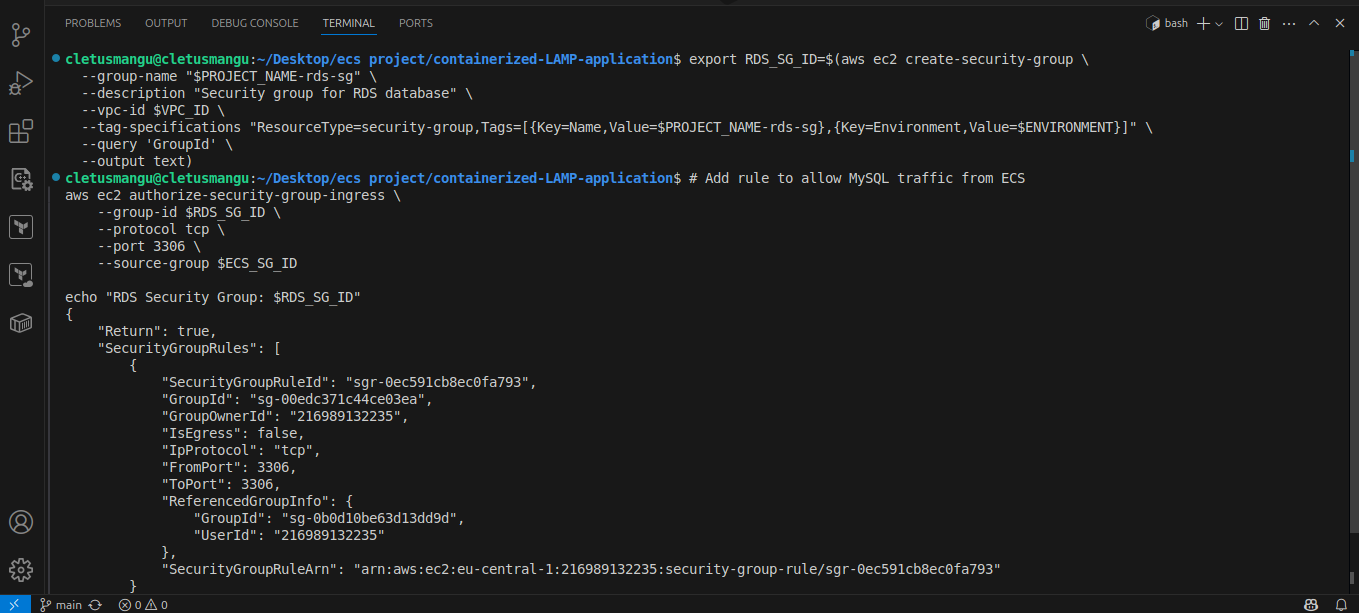 PROBLEMS OUTPUT DEBUG CONSOLE TERMINAL PORTS bash
cletusmangu@cletusmangu:~/Desktop/ecs project/containerized-LAMP-application$ export RDS_SG_ID=$(aws ec2 create-security-group \
  --group-name "$PROJECT_NAME-rds-sg" \
  --description "Security group for RDS database" \
  --vpc-id $VPC_ID \
  --tag-specifications "ResourceType=security-group,Tags=[{Key=Name,Value=$PROJECT_NAME-rds-sg},{Key=Environment,Value=$ENVIRONMENT}]" \
  --query 'GroupId' \
  --output text)
cletusmangu@cletusmangu:~/Desktop/ecs project/containerized-LAMP-application$ # Add rule to allow MySQL traffic from ECS
aws ec2 authorize-security-group-ingress \
    --group-id $RDS_SG_ID \
    --protocol tcp \
    --port 3306 \
    --source-group $ECS_SG_ID
echo "RDS Security Group: $RDS_SG_ID"
{
    "Return": true,
    "SecurityGroupRules": [
        {
            "SecurityGroupRuleId": "sgr-0ec591cb8ec0fa793",
            "GroupId": "sg-00edc371c44ce03ea",
            "GroupOwnerId": "216989132235",
            "IsEgress": false,
            "IpProtocol": "tcp",
            "FromPort": 3306,
            "ToPort": 3306,
            "ReferencedGroupInfo": {
                "GroupId": "sg-0b0d10be63d13dd9d",
                "UserId": "216989132235"
            },
            "SecurityGroupRuleArn": "arn:aws:ec2:eu-central-1:216989132235:security-group-rule/sgr-0ec591cb8ec0fa793"
        }
main 0 0